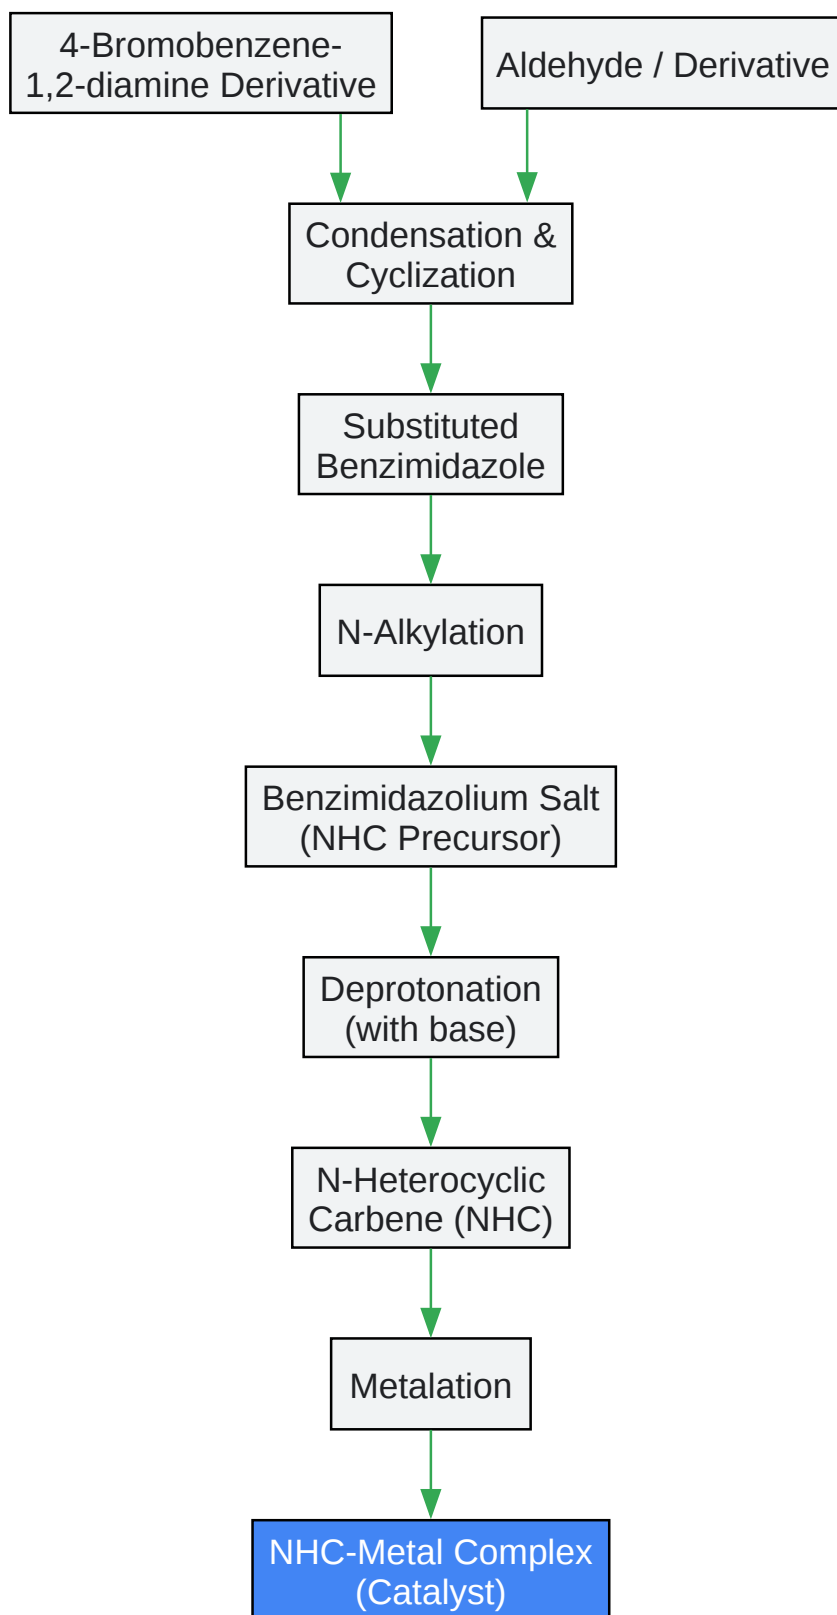 4-Bromobenzene-
1,2-diamine Derivative
Aldehyde / Derivative
Condensation &
Cyclization
Substituted
Benzimidazole
N-Alkylation
Benzimidazolium Salt
(NHC Precursor)
Deprotonation
(with base)
N-Heterocyclic
Carbene (NHC)
Metalation
NHC-Metal Complex
(Catalyst)